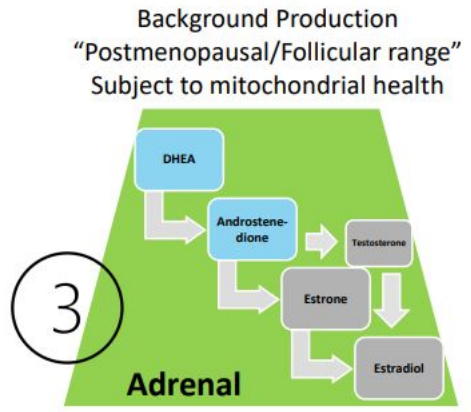 Background Production
“Postmenopausal/Follicular range”
Subject to mitochondrial health
DHEA
Androstene-
dione
Testosterone
Estrone
3
Estradiol
Adrenal